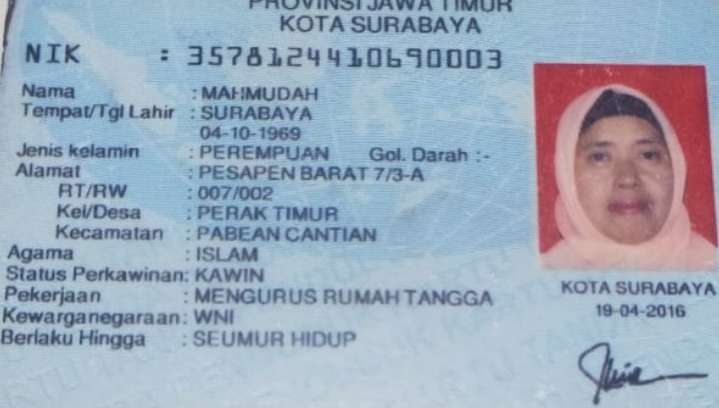 PROVINSI JAWA TIMUR
KOTA SURABAYA
NIK : 3578124410690003
Nama : MAHMUDAH
Tempat/Tgl Lahir : SURABAYA
04-10-1969
Jenis kelamin : PEREMPUAN Gol. Darah :-
Alamat : PESAPEN BARAT 7/3-A
RT/RW : 007/002
Kel/Desa : PERAK TIMUR
Kecamatan : PABEAN CANTIAN
Agama : ISLAM
Status Perkawinan: KAWIN
Pekerjaan : MENGURUS RUMAH TANGGA
Kewarganegaraan: WNI
Berlaku Hingga : SEUMUR HIDUP
KOTA SURABAYA
19-04-2016